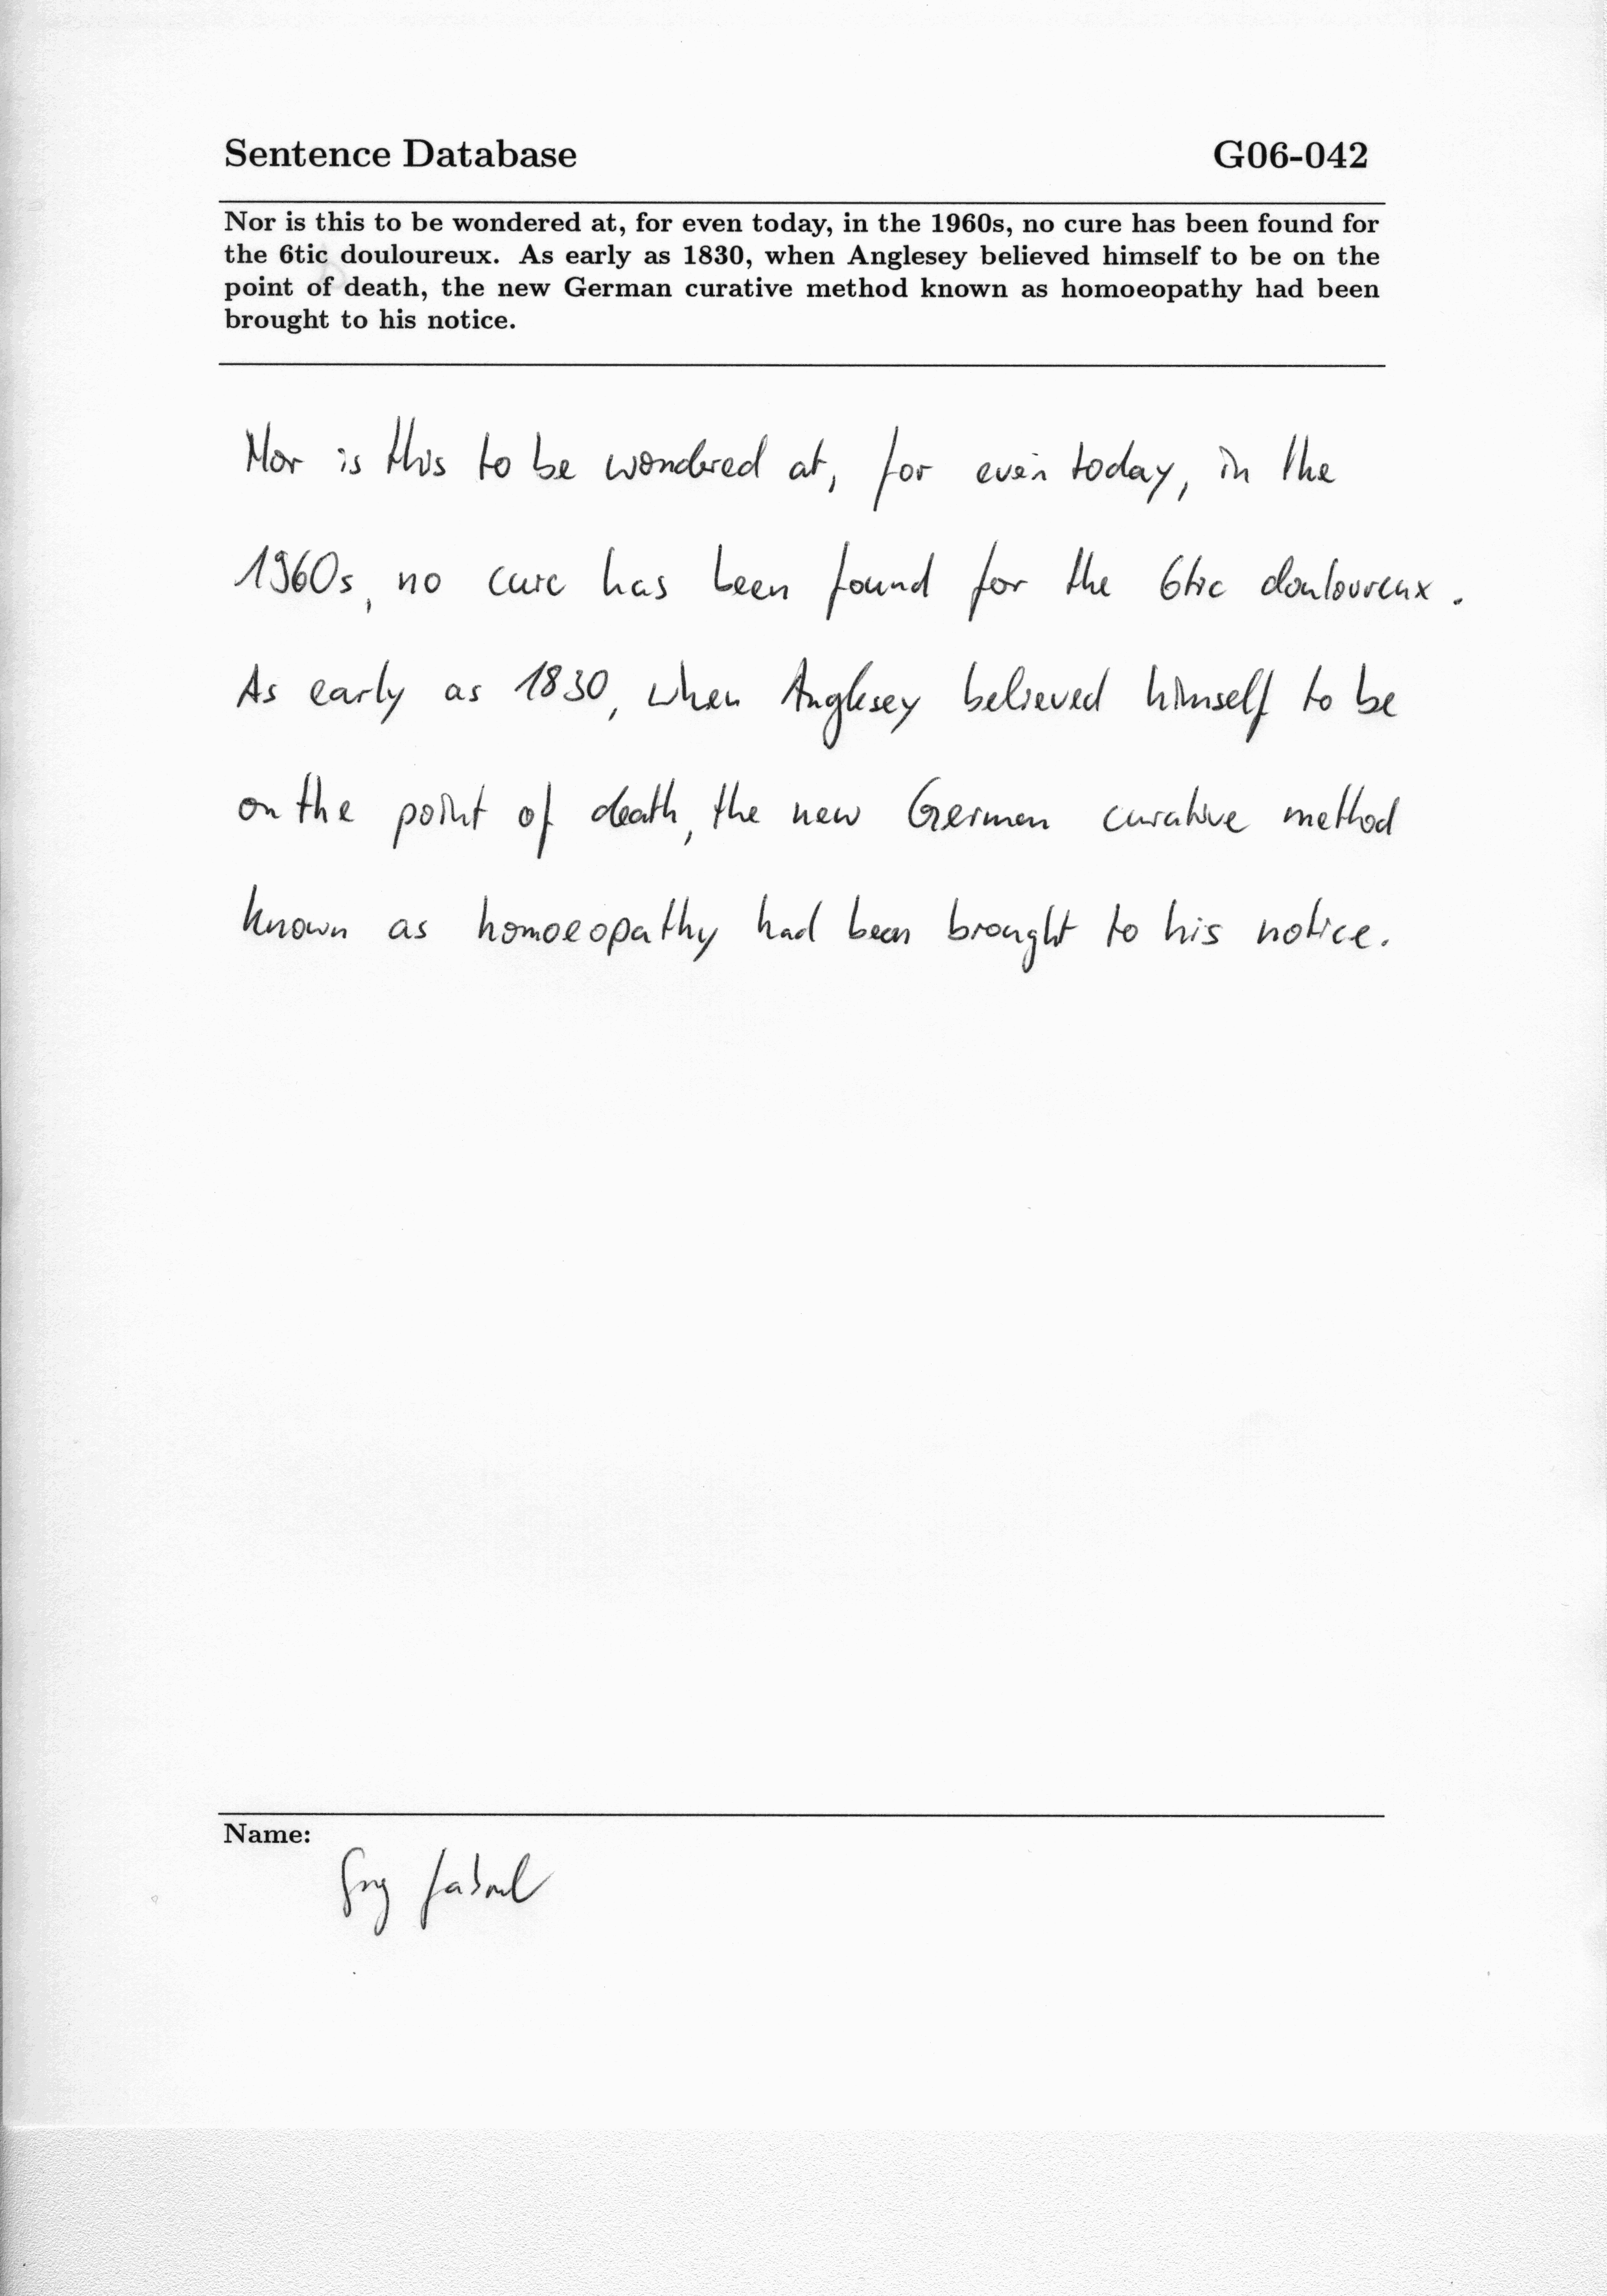 Sentence Database G06-042
Nor is this to be wondered at, for even today, in the 1960s, no cure has been found for
the 6tic douloureux. As early as 1830, when Anglesey believed himself to be on the
point of death, the new German curative method known as homoeopathy had been
brought to his notice.
Nor is this to be wondered at, for even today, in the
1960s, no cure has been found for the 6tic douloureux.
As early as 1830, when Anglesey believed himself to be
on the point of death, the new German curative method
known as homoeopathy had been brought to his notice.
Name: